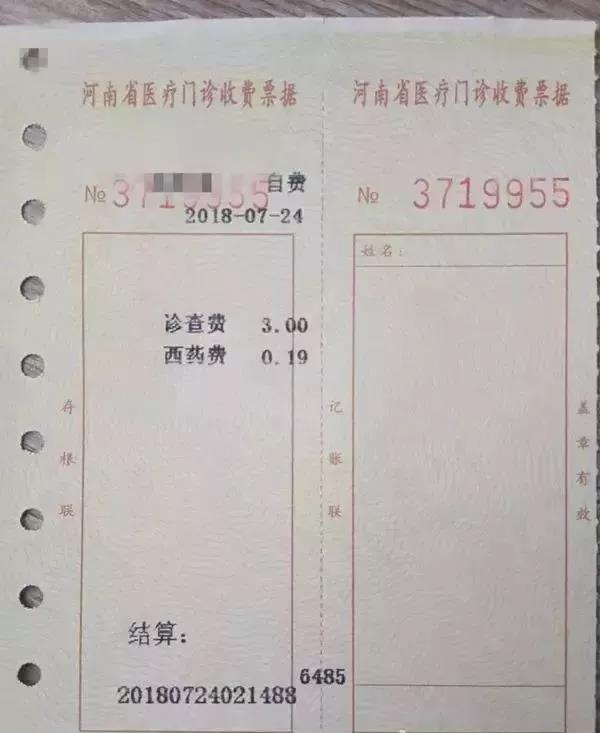 河南省医疗门诊收费票据
自费
№ 3719955
2018-07-24
诊查费 3.00
西药费 0.19
存根联
结算:
6485
20180724021488
河南省医疗门诊收费票据
№ 3719955
姓名:
记账联
盖章有效